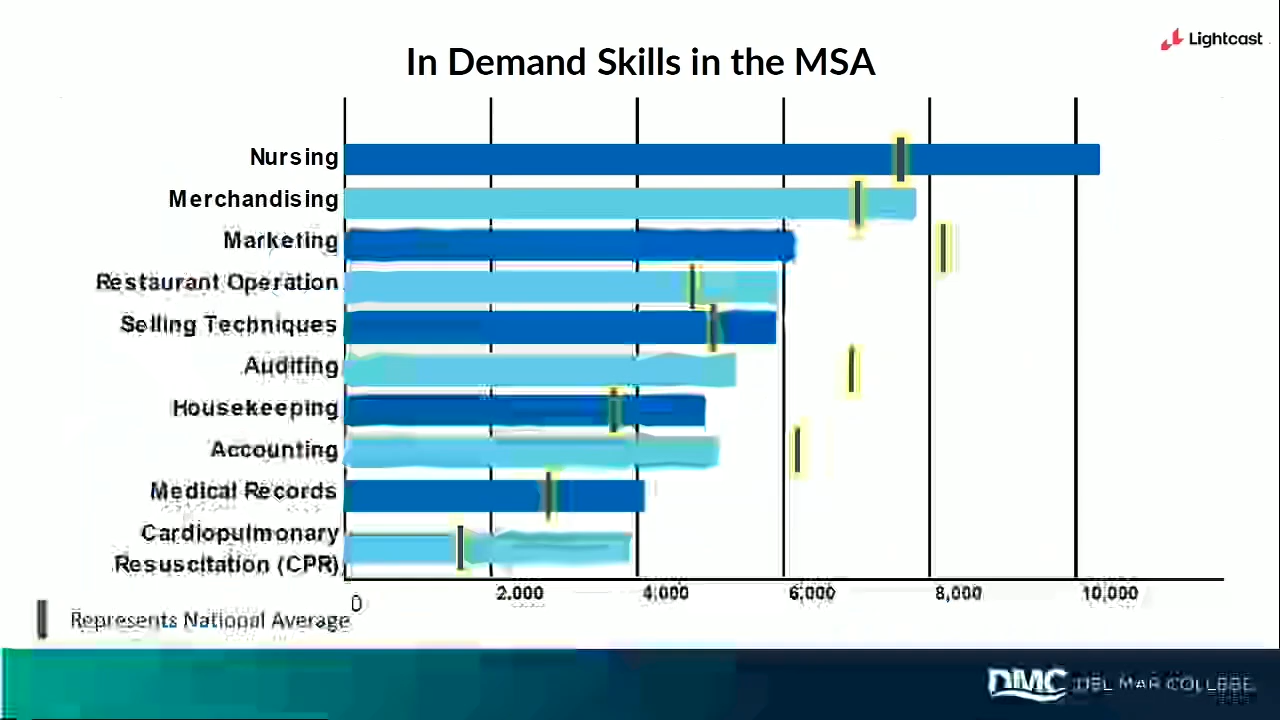 Lightcast
In Demand Skills in the MSA
Nursing
Merchandising
Marketing
Restaurant Operation
Selling Techniques
Auditing
Housekeeping
Accounting
Medical Records
Cardiopulmonary
Resuscitation (CPR)
0 2,000 4,000 6,000 8,000 10,000
Represents National Average
DMC DEL MAR COLLEGE